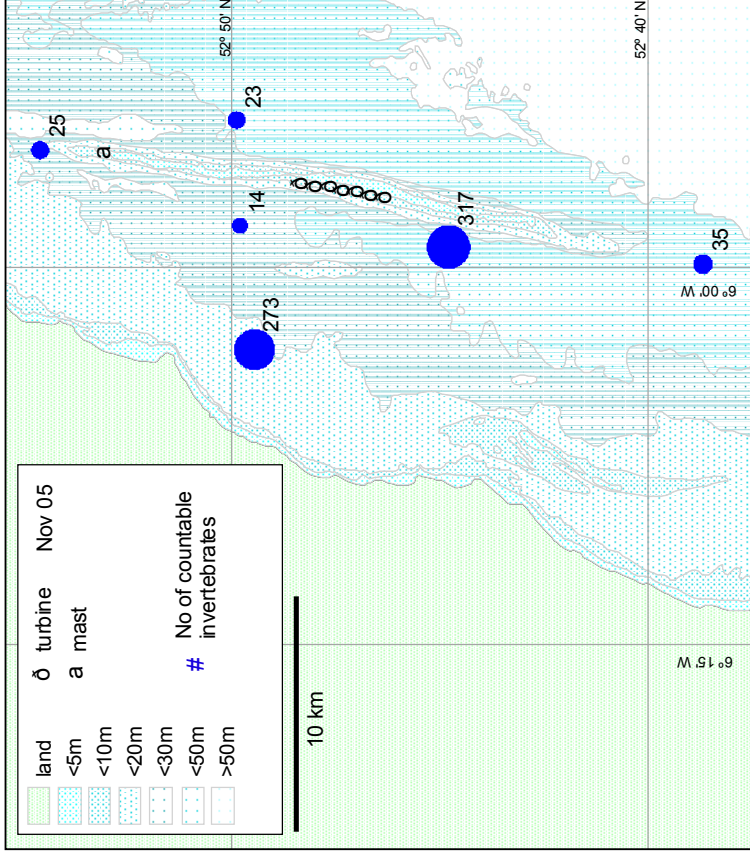 land
<5m
<10m
<20m
<30m
<50m
>50m
ǒ turbine
a mast
Nov 05
# No of countable
invertebrates
10 km
25
a
23
14
273
317
35
ǒ
o
o
o
o
o
o
52° 50' N
52° 40' N
6° 00' W
6° 15' W